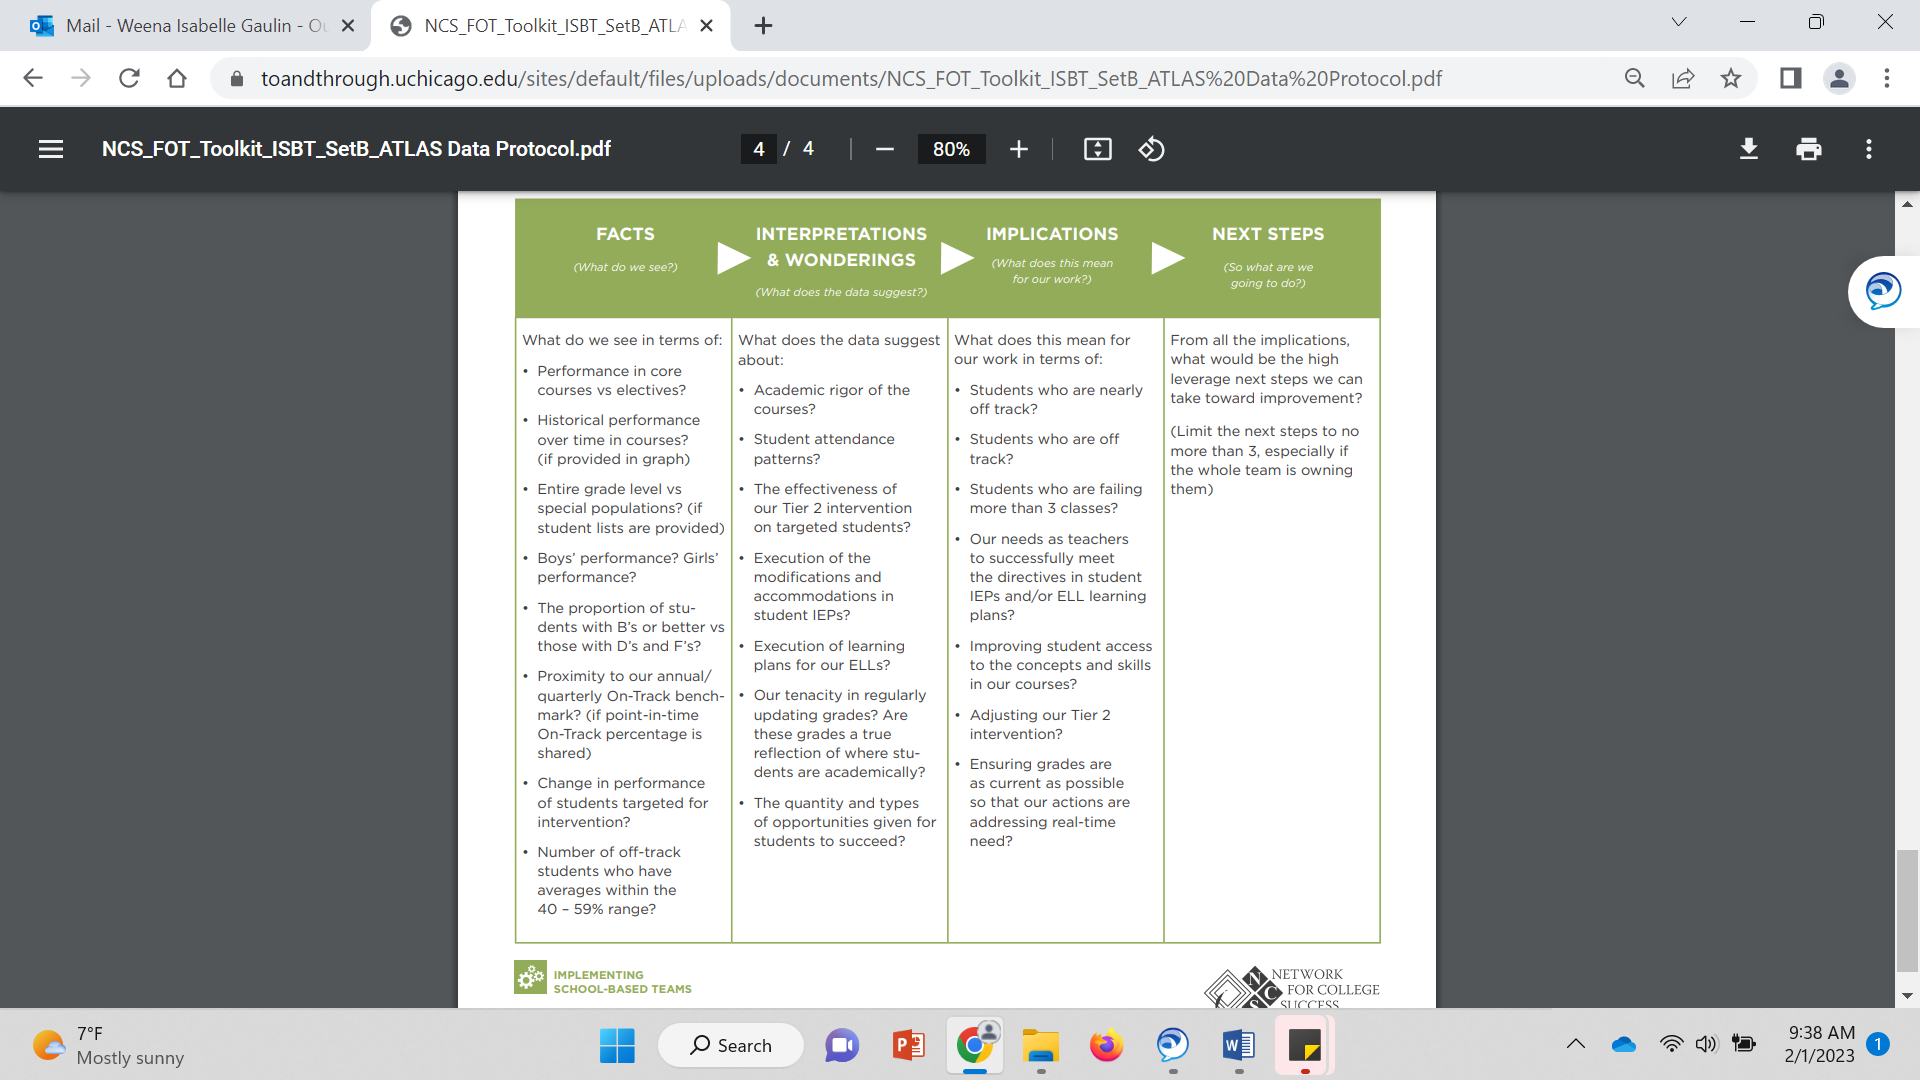 Mail - Weena Isabelle Gaulin - Ou
NCS_FOT_Toolkit_ISBT_SetB_ATLA
toandthrough.uchicago.edu/sites/default/files/uploads/documents/NCS_FOT_Toolkit_ISBT_SetB_ATLAS%20Data%20Protocol.pdf
NCS_FOT_Toolkit_ISBT_SetB_ATLAS Data Protocol.pdf
4 / 4
80%
FACTS
(What do we see?)
INTERPRETATIONS
& WONDERINGS
(What does the data suggest?)
IMPLICATIONS
(What does this mean
for our work?)
NEXT STEPS
(So what are we
going to do?)
What do we see in terms of:
• Performance in core
courses vs electives?
• Historical performance
over time in courses?
(if provided in graph)
• Entire grade level vs
special populations? (if
student lists are provided)
• Boys' performance? Girls'
performance?
• The proportion of stu-
dents with B's or better vs
those with D's and F's?
• Proximity to our annual/
quarterly On-Track bench-
mark? (if point-in-time
On-Track percentage is
shared)
• Change in performance
of students targeted for
intervention?
• Number of off-track
students who have
averages within the
40 – 59% range?
What does the data suggest
about:
• Academic rigor of the
courses?
• Student attendance
patterns?
• The effectiveness of
our Tier 2 intervention
on targeted students?
• Execution of the
modifications and
accommodations in
student IEPs?
• Execution of learning
plans for our ELLs?
• Our tenacity in regularly
updating grades? Are
these grades a true
reflection of where stu-
dents are academically?
• The quantity and types
of opportunities given for
students to succeed?
What does this mean for
our work in terms of:
• Students who are nearly
off track?
• Students who are off
track?
• Students who are failing
more than 3 classes?
• Our needs as teachers
to successfully meet
the directives in student
IEPs and/or ELL learning
plans?
• Improving student access
to the concepts and skills
in our courses?
• Adjusting our Tier 2
intervention?
• Ensuring grades are
as current as possible
so that our actions are
addressing real-time
need?
From all the implications,
what would be the high
leverage next steps we can
take toward improvement?
(Limit the next steps to no
more than 3, especially if
the whole team is owning
them)
IMPLEMENTING
SCHOOL-BASED TEAMS
N
C
S
NETWORK
FOR COLLEGE
SUCCESS
7°F
Mostly sunny
Search
9:38 AM
2/1/2023
1